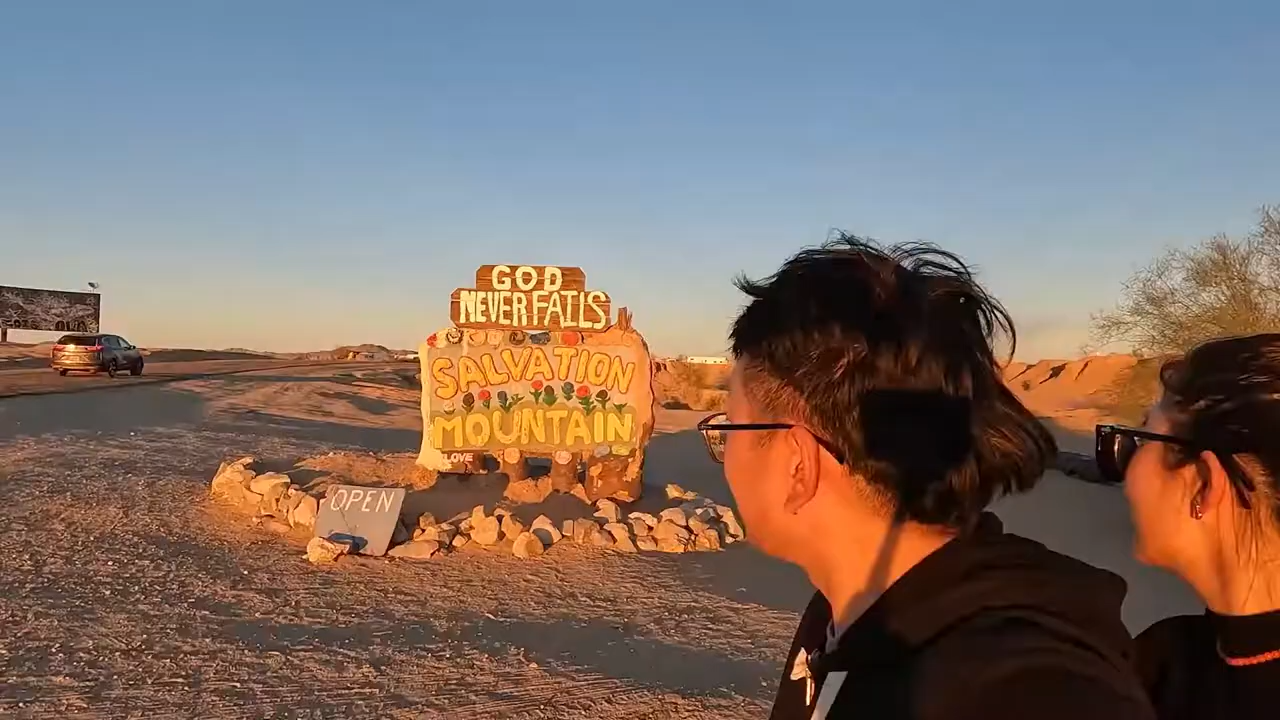 GOD
NEVER FAILS
SALVATION
MOUNTAIN
LOVE
OPEN